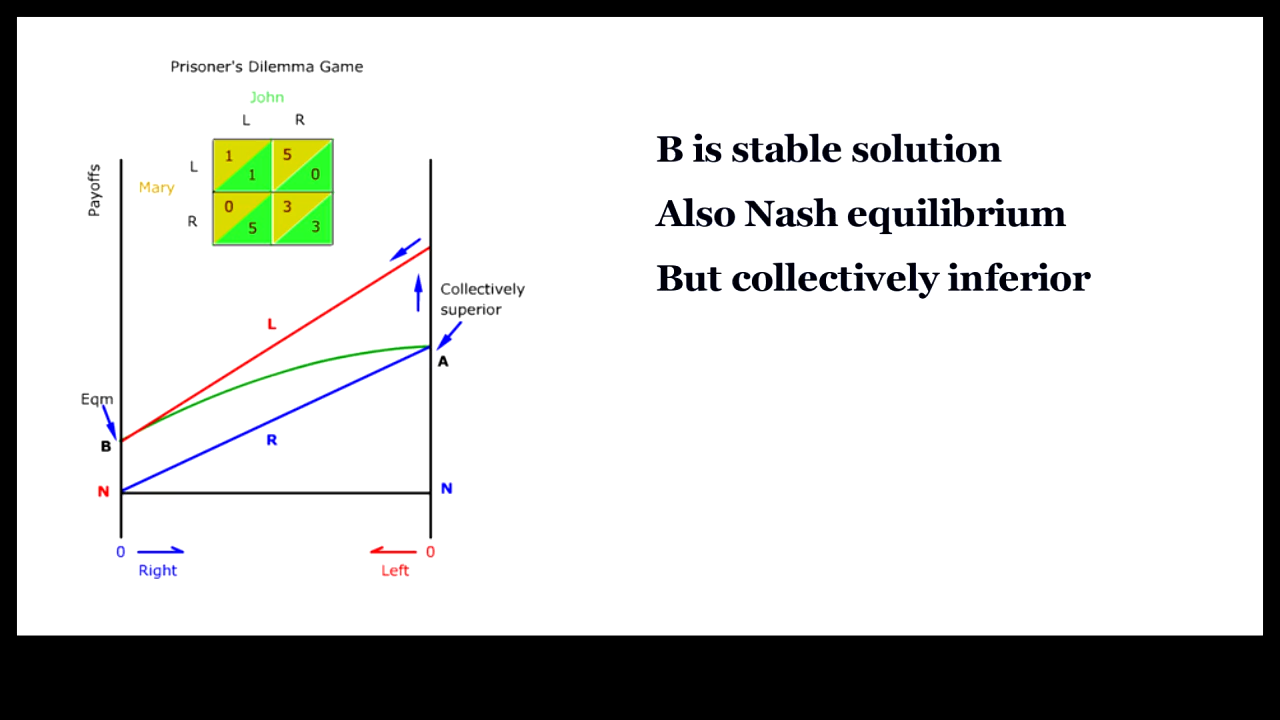 Prisoner's Dilemma Game
John
L R
Payoffs
Mary
L
1 5
1 0
R
0 3
5 3
Collectively
superior
L
A
Eqm
B
R
N N
0 0
Right Left
B is stable solution
Also Nash equilibrium
But collectively inferior